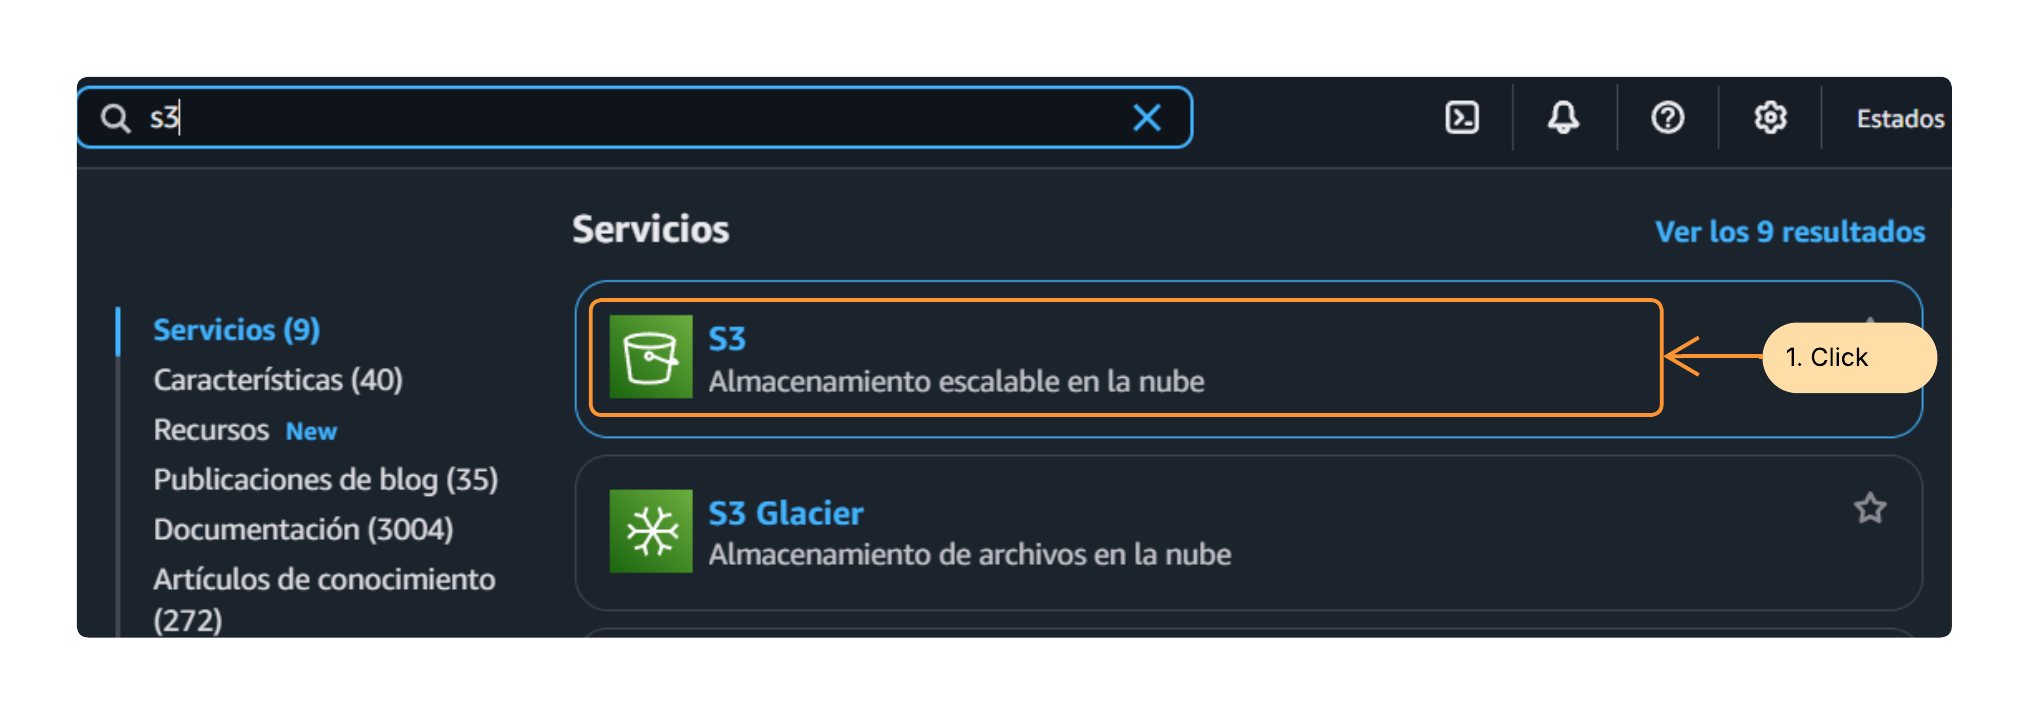 s3
Estados
Servicios
Ver los 9 resultados
Servicios (9)
Características (40)
Recursos New
Publicaciones de blog (35)
Documentación (3004)
Artículos de conocimiento
(272)
S3
Almacenamiento escalable en la nube
1. Click
S3 Glacier
Almacenamiento de archivos en la nube